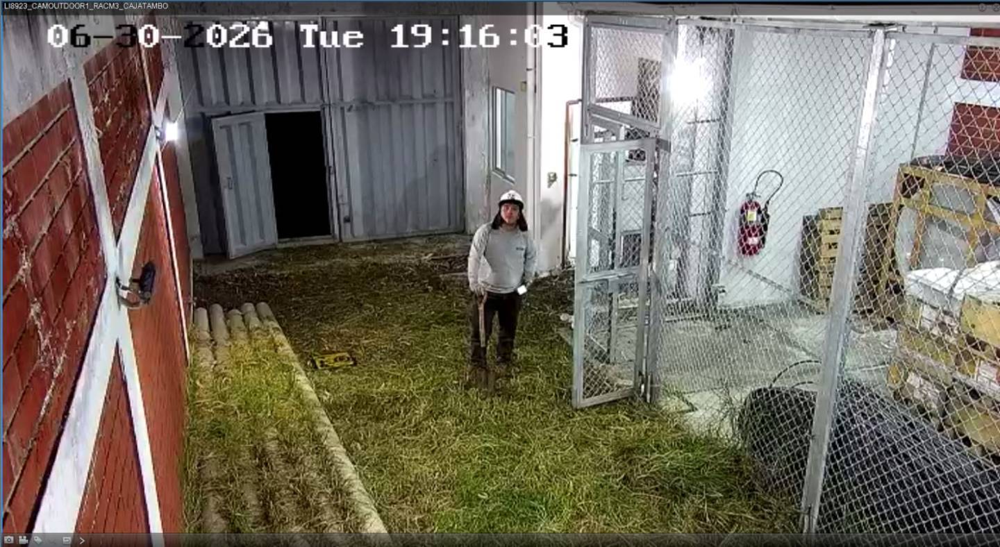 LI8923_CAMOUTDOOR1_RACM3_CAJATAMBO
06-30-2026 Tue 19:16:03